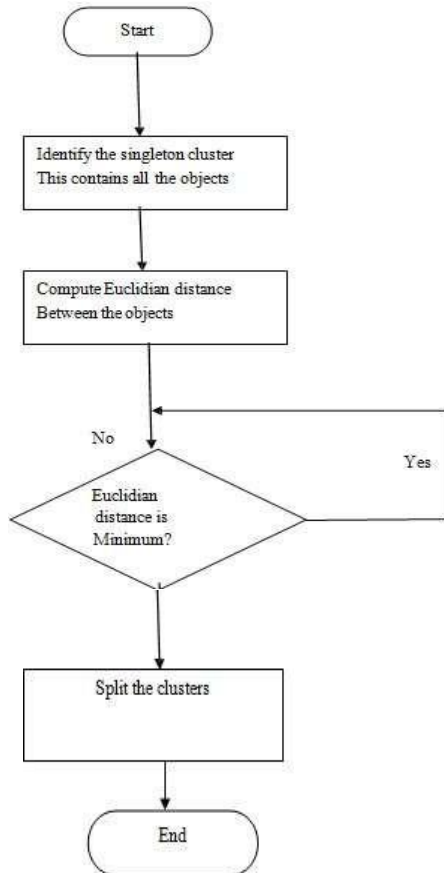 Start
Identify the singleton cluster
This contains all the objects
Compute Euclidian distance
Between the objects
No
Yes
Euclidian
distance is
Minimum?
Split the clusters
End